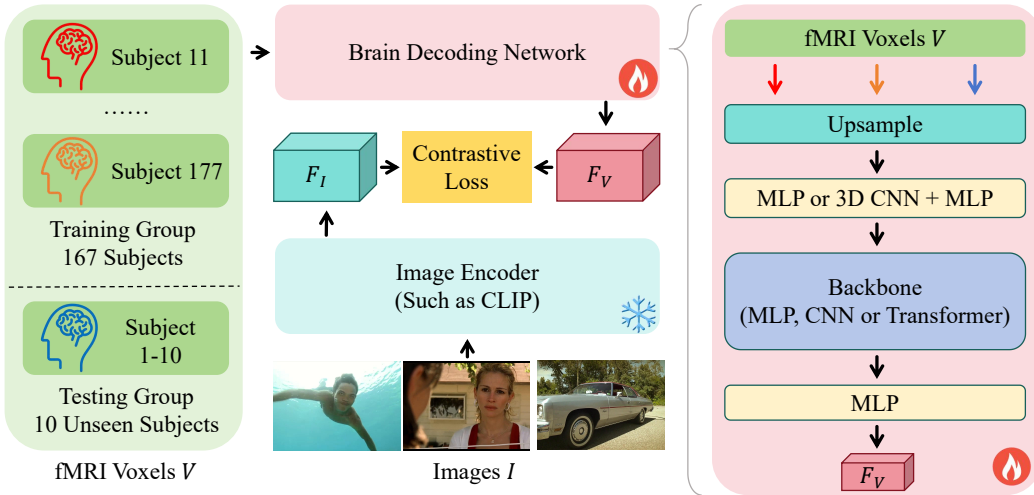 Subject 11
……
Subject 177
Training Group
167 Subjects
Subject
1-10
Testing Group
10 Unseen Subjects
fMRI Voxels V
Brain Decoding Network
F_I
Contrastive
Loss
F_V
Image Encoder
(Such as CLIP)
Images I
fMRI Voxels V
Upsample
MLP or 3D CNN + MLP
Backbone
(MLP, CNN or Transformer)
MLP
F_V